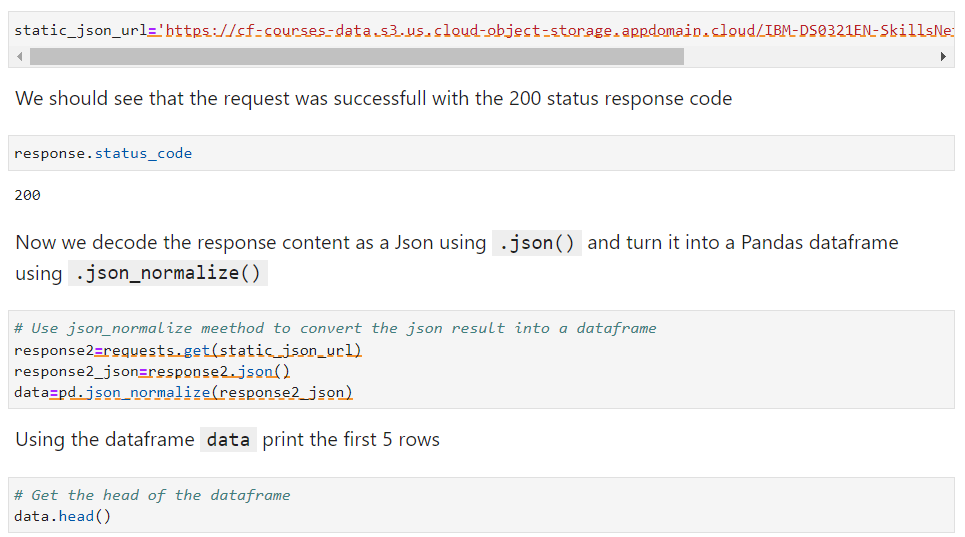 static_json_url='https://cf-courses-data.s3.us.cloud-object-storage.appdomain.cloud/IBM-DS0321EN-SkillsNet
We should see that the request was successfull with the 200 status response code
response.status_code
200
Now we decode the response content as a Json using .json() and turn it into a Pandas dataframe
using .json_normalize()
# Use json_normalize meethod to convert the json result into a dataframe
response2=requests.get(static_json_url)
response2_json=response2.json()
data=pd.json_normalize(response2_json)
Using the dataframe data print the first 5 rows
# Get the head of the dataframe
data.head()